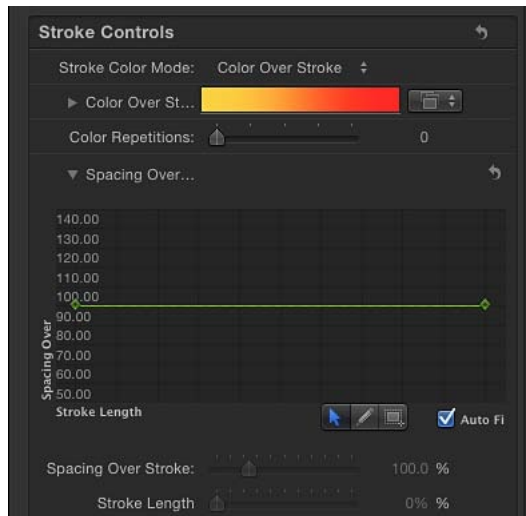 Stroke Controls
Stroke Color Mode: Color Over Stroke
Color Over St...
Color Repetitions: 0
Spacing Over...
140.00
130.00
120.00
110.00
100.00
90.00
80.00
70.00
60.00
50.00
Spacing Over
Stroke Length
Auto Fi
Spacing Over Stroke: 100.0 %
Stroke Length 0% %